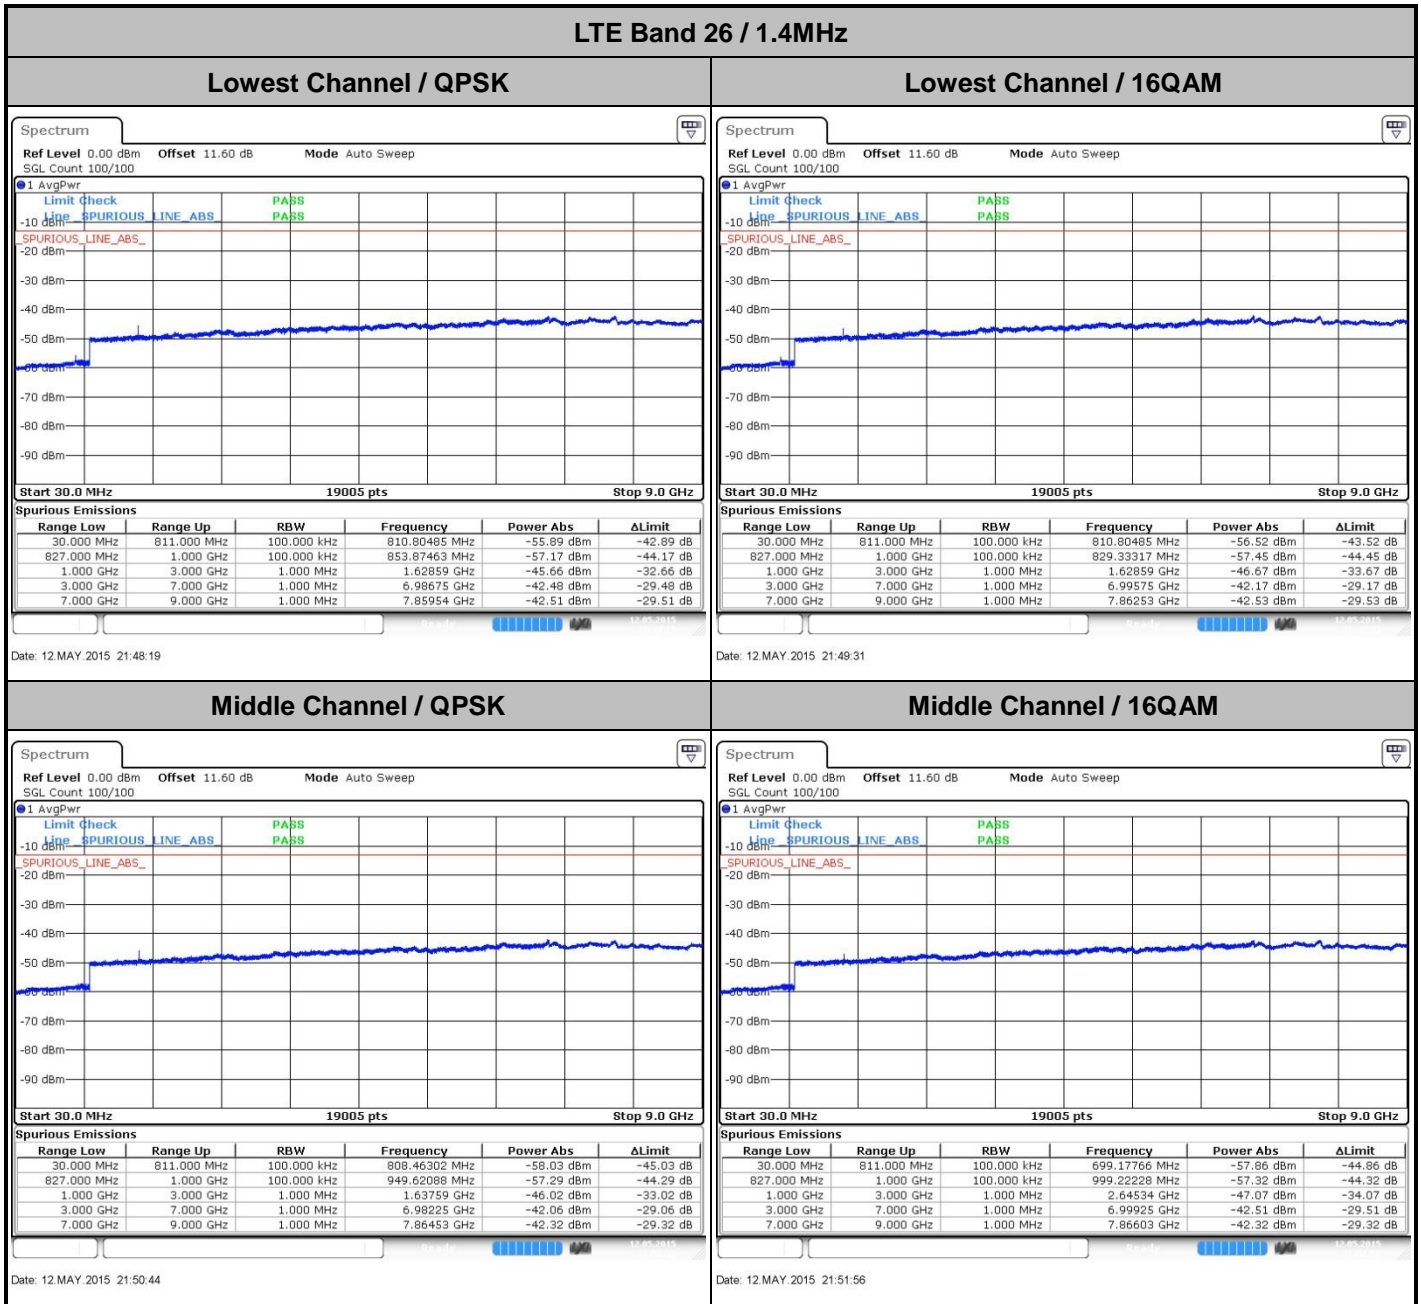 LTE Band 26 / 1.4MHz
Lowest Channel / QPSK
Lowest Channel / 16QAM
Spectrum
Ref Level 0.00 dBm Offset 11.60 dB Mode Auto Sweep
SGL Count 100/100
1 AvgPwr
Limit Check PASS
Line _SPURIOUS_LINE_ABS_ PASS
-10 dBm
_SPURIOUS_LINE_ABS_
-20 dBm
-30 dBm
-40 dBm
-50 dBm
-60 dBm
-70 dBm
-80 dBm
-90 dBm
Start 30.0 MHz 19005 pts Stop 9.0 GHz
Spurious Emissions
Range Low Range Up RBW Frequency Power Abs ΔLimit
30.000 MHz 811.000 MHz 100.000 kHz 810.80485 MHz -55.89 dBm -42.89 dB
827.000 MHz 1.000 GHz 100.000 kHz 853.87463 MHz -57.17 dBm -44.17 dB
1.000 GHz 3.000 GHz 1.000 MHz 1.62859 GHz -45.66 dBm -32.66 dB
3.000 GHz 7.000 GHz 1.000 MHz 6.98675 GHz -42.48 dBm -29.48 dB
7.000 GHz 9.000 GHz 1.000 MHz 7.85954 GHz -42.51 dBm -29.51 dB
Ready 12.05.2015
Date: 12.MAY.2015 21:48:19
Spectrum
Ref Level 0.00 dBm Offset 11.60 dB Mode Auto Sweep
SGL Count 100/100
1 AvgPwr
Limit Check PASS
Line _SPURIOUS_LINE_ABS_ PASS
-10 dBm
_SPURIOUS_LINE_ABS_
-20 dBm
-30 dBm
-40 dBm
-50 dBm
-60 dBm
-70 dBm
-80 dBm
-90 dBm
Start 30.0 MHz 19005 pts Stop 9.0 GHz
Spurious Emissions
Range Low Range Up RBW Frequency Power Abs ΔLimit
30.000 MHz 811.000 MHz 100.000 kHz 810.80485 MHz -56.52 dBm -43.52 dB
827.000 MHz 1.000 GHz 100.000 kHz 829.33317 MHz -57.45 dBm -44.45 dB
1.000 GHz 3.000 GHz 1.000 MHz 1.62859 GHz -46.67 dBm -33.67 dB
3.000 GHz 7.000 GHz 1.000 MHz 6.99575 GHz -42.17 dBm -29.17 dB
7.000 GHz 9.000 GHz 1.000 MHz 7.86253 GHz -42.53 dBm -29.53 dB
Ready 12.05.2015
Date: 12.MAY.2015 21:49:31
Middle Channel / QPSK
Middle Channel / 16QAM
Spectrum
Ref Level 0.00 dBm Offset 11.60 dB Mode Auto Sweep
SGL Count 100/100
1 AvgPwr
Limit Check PASS
Line _SPURIOUS_LINE_ABS_ PASS
-10 dBm
_SPURIOUS_LINE_ABS_
-20 dBm
-30 dBm
-40 dBm
-50 dBm
-60 dBm
-70 dBm
-80 dBm
-90 dBm
Start 30.0 MHz 19005 pts Stop 9.0 GHz
Spurious Emissions
Range Low Range Up RBW Frequency Power Abs ΔLimit
30.000 MHz 811.000 MHz 100.000 kHz 808.46302 MHz -58.03 dBm -45.03 dB
827.000 MHz 1.000 GHz 100.000 kHz 949.62088 MHz -57.29 dBm -44.29 dB
1.000 GHz 3.000 GHz 1.000 MHz 1.63759 GHz -46.02 dBm -33.02 dB
3.000 GHz 7.000 GHz 1.000 MHz 6.98225 GHz -42.06 dBm -29.06 dB
7.000 GHz 9.000 GHz 1.000 MHz 7.86453 GHz -42.32 dBm -29.32 dB
Ready 12.05.2015
Date: 12.MAY.2015 21:50:44
Spectrum
Ref Level 0.00 dBm Offset 11.60 dB Mode Auto Sweep
SGL Count 100/100
1 AvgPwr
Limit Check PASS
Line _SPURIOUS_LINE_ABS_ PASS
-10 dBm
_SPURIOUS_LINE_ABS_
-20 dBm
-30 dBm
-40 dBm
-50 dBm
-60 dBm
-70 dBm
-80 dBm
-90 dBm
Start 30.0 MHz 19005 pts Stop 9.0 GHz
Spurious Emissions
Range Low Range Up RBW Frequency Power Abs ΔLimit
30.000 MHz 811.000 MHz 100.000 kHz 699.17766 MHz -57.86 dBm -44.86 dB
827.000 MHz 1.000 GHz 100.000 kHz 999.22228 MHz -57.32 dBm -44.32 dB
1.000 GHz 3.000 GHz 1.000 MHz 2.64534 GHz -47.07 dBm -34.07 dB
3.000 GHz 7.000 GHz 1.000 MHz 6.99925 GHz -42.51 dBm -29.51 dB
7.000 GHz 9.000 GHz 1.000 MHz 7.86603 GHz -42.32 dBm -29.32 dB
Ready 12.05.2015
Date: 12.MAY.2015 21:51:56